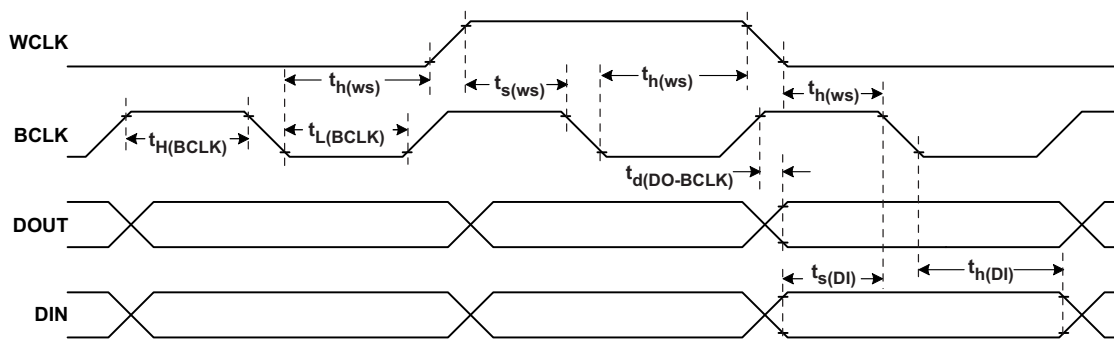 WCLK
t_h(ws) t_s(ws) t_h(ws) t_h(ws)
BCLK
t_H(BCLK) t_L(BCLK)
t_d(DO-BCLK)
DOUT
t_s(DI) t_h(DI)
DIN